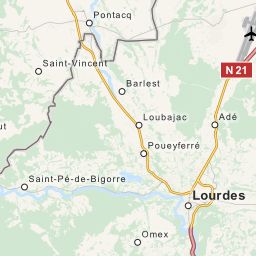 Pontacq
Saint-Vincent
N 21
Barlest
Loubajac
Adé
Poueyferré
Saint-Pé-de-Bigorre
Lourdes
Omex